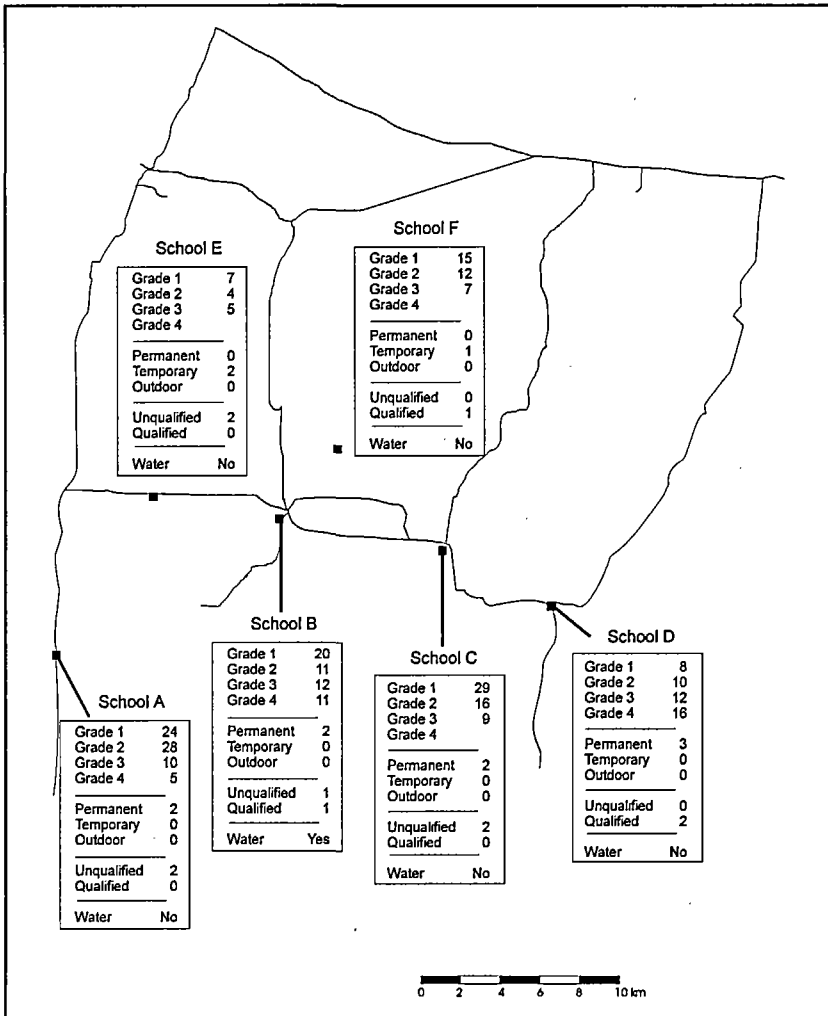 School E
Grade 1 7
Grade 2 4
Grade 3 5
Grade 4
Permanent 0
Temporary 2
Outdoor 0
Unqualified 2
Qualified 0
Water No
School F
Grade 1 15
Grade 2 12
Grade 3 7
Grade 4
Permanent 0
Temporary 1
Outdoor 0
Unqualified 0
Qualified 1
Water No
School A
Grade 1 24
Grade 2 28
Grade 3 10
Grade 4 5
Permanent 2
Temporary 0
Outdoor 0
Unqualified 2
Qualified 0
Water No
School B
Grade 1 20
Grade 2 11
Grade 3 12
Grade 4 11
Permanent 2
Temporary 0
Outdoor 0
Unqualified 1
Qualified 1
Water Yes
School C
Grade 1 29
Grade 2 16
Grade 3 9
Grade 4
Permanent 2
Temporary 0
Outdoor 0
Unqualified 2
Qualified 0
Water No
School D
Grade 1 8
Grade 2 10
Grade 3 12
Grade 4 16
Permanent 3
Temporary 0
Outdoor 0
Unqualified 0
Qualified 2
Water No
0 2 4 6 8 10 km